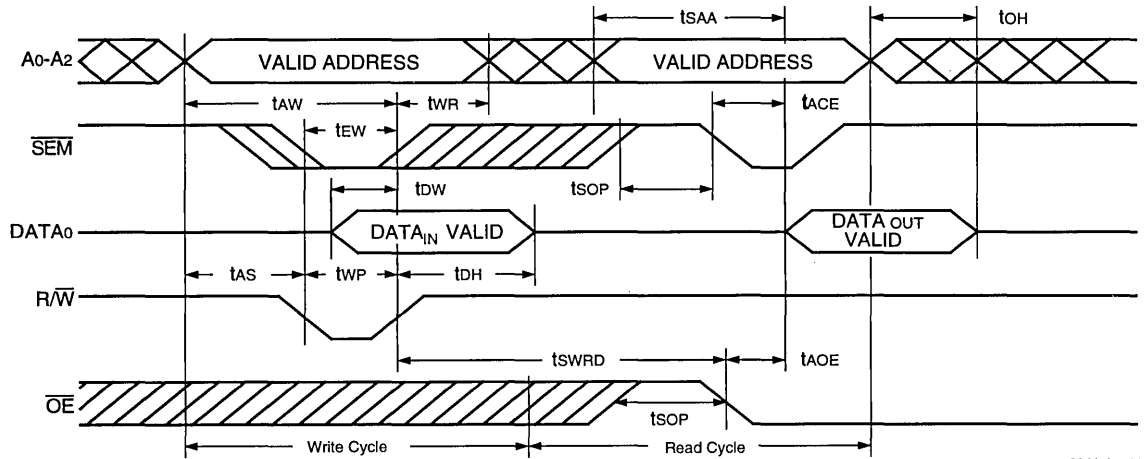 tSAA tOH
A0-A2 VALID ADDRESS VALID ADDRESS
tAW tWR tACE
tEW
SEM
tDW tSOP
DATA0 DATAIN VALID DATA OUT VALID
tAS tWP tDH
R/W
tSWRD tAOE
OE
tSOP
Write Cycle Read Cycle